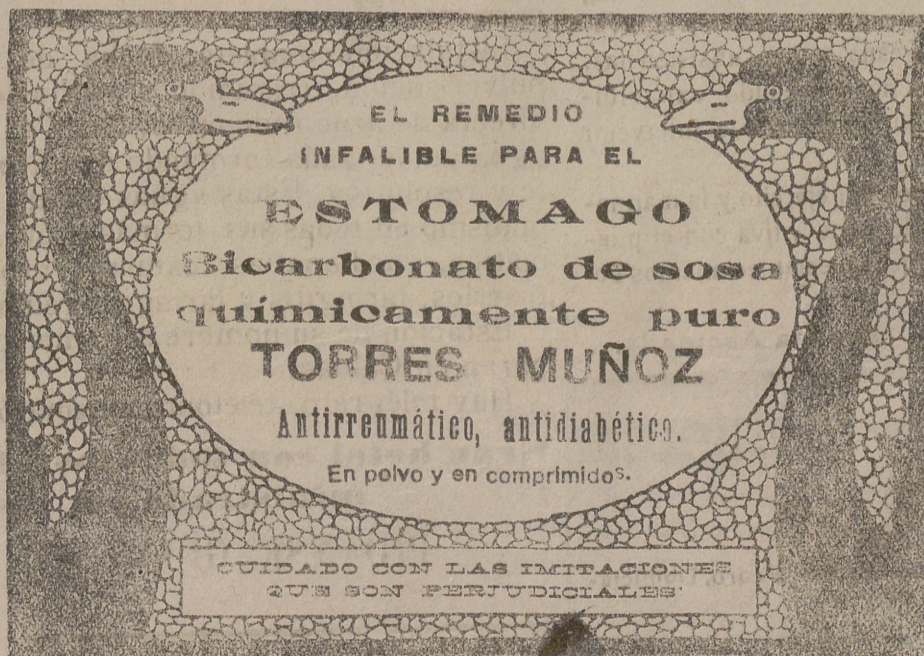 EL REMEDIO
INFALIBLE PARA EL
ESTOMAGO
Bicarbonato de sosa
químicamente puro
TORRES MUÑOZ
Antirreumático, antidiabético.
En polvo y en comprimidos.
CUIDADO CON LAS IMITACIONES
QUE SON PERJUDICIALES